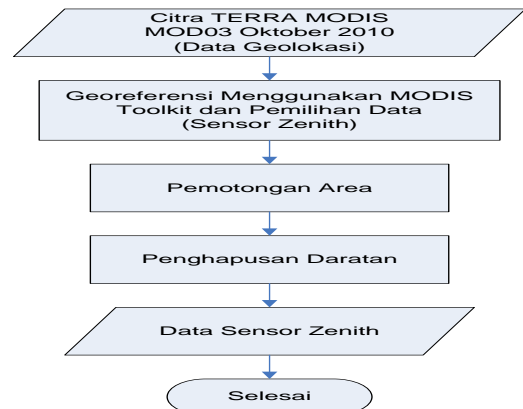 Citra TERRA MODIS
MOD03 Oktober 2010
(Data Geolokasi)
Georeferensi Menggunakan MODIS
Toolkit dan Pemilihan Data
(Sensor Zenith)
Pemotongan Area
Penghapusan Daratan
Data Sensor Zenith
Selesai